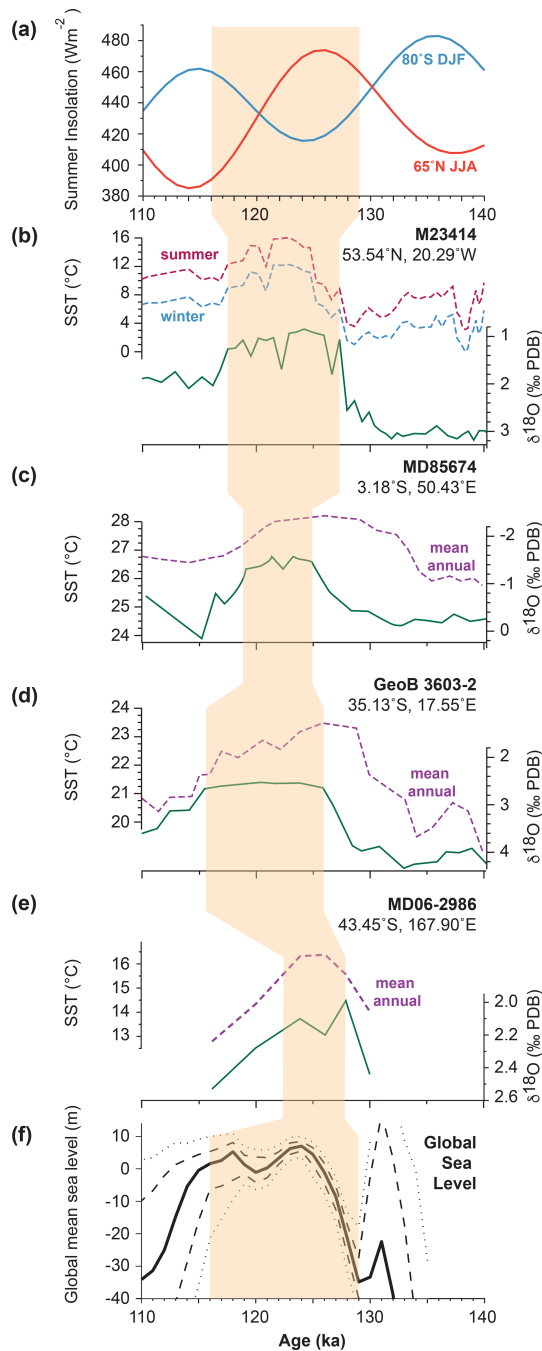 (a)
Summer Insolation (Wm-2)
480
460
440
420
400
380
80°S DJF
65°N JJA
110
120
130
140
(b)
M23414
53.54°N, 20.29°W
SST (°C)
16
12
8
4
0
summer
winter
1
2
3
δ18O (‰ PDB)
(c)
MD85674
3.18°S, 50.43°E
SST (°C)
28
27
26
25
24
mean
annual
-2
-1
0
δ18O (‰ PDB)
(d)
GeoB 3603-2
35.13°S, 17.55°E
SST (°C)
24
23
22
21
20
mean
annual
2
3
4
δ18O (‰ PDB)
(e)
MD06-2986
43.45°S, 167.90°E
SST (°C)
16
15
14
13
mean
annual
2.0
2.2
2.4
2.6
δ18O (‰ PDB)
(f)
Global mean sea level (m)
10
0
-10
-20
-30
-40
Global
Sea
Level
110
120
130
140
Age (ka)